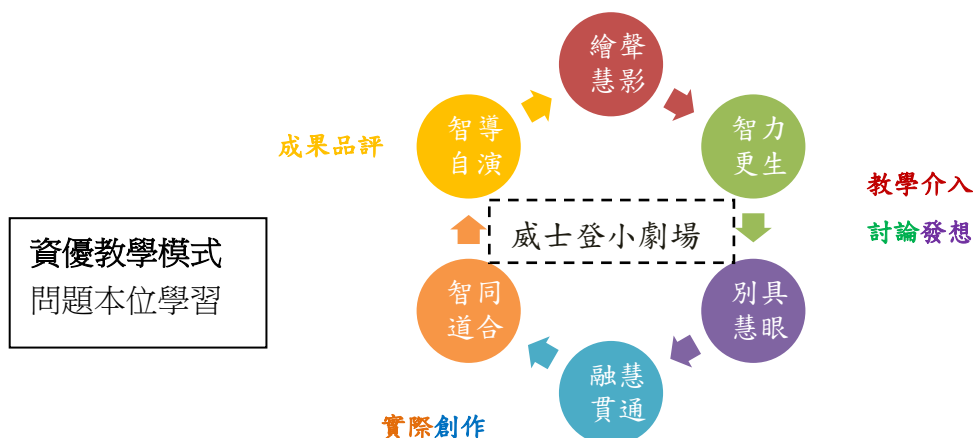 繪聲
慧影
智力
更生
別具
慧眼
融慧
貫通
智同
道合
智導
自演
威士登小劇場
成果品評
教學介入
討論發想
實際創作
資優教學模式
問題本位學習